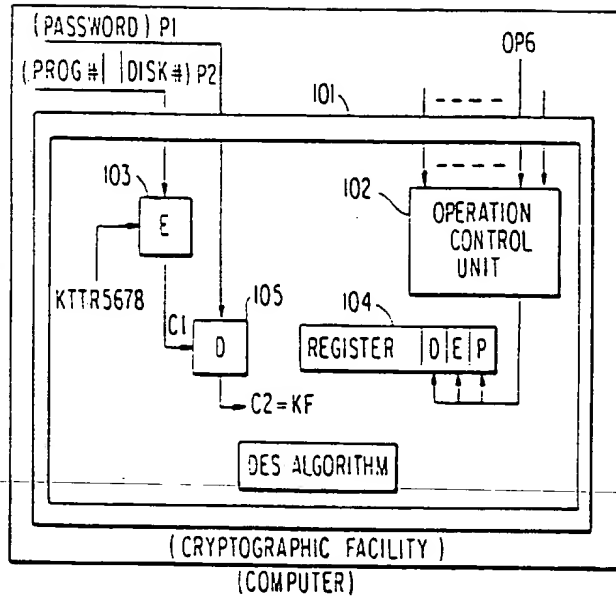 (PASSWORD) P1
OP6
(PROG #| |DISK#) P2
101
103
102
E
OPERATION
CONTROL
UNIT
KTTR5678
105
104
C1
D
REGISTER |D|E|P
C2=KF
DES ALGORITHM
(CRYPTOGRAPHIC FACILITY)
(COMPUTER)